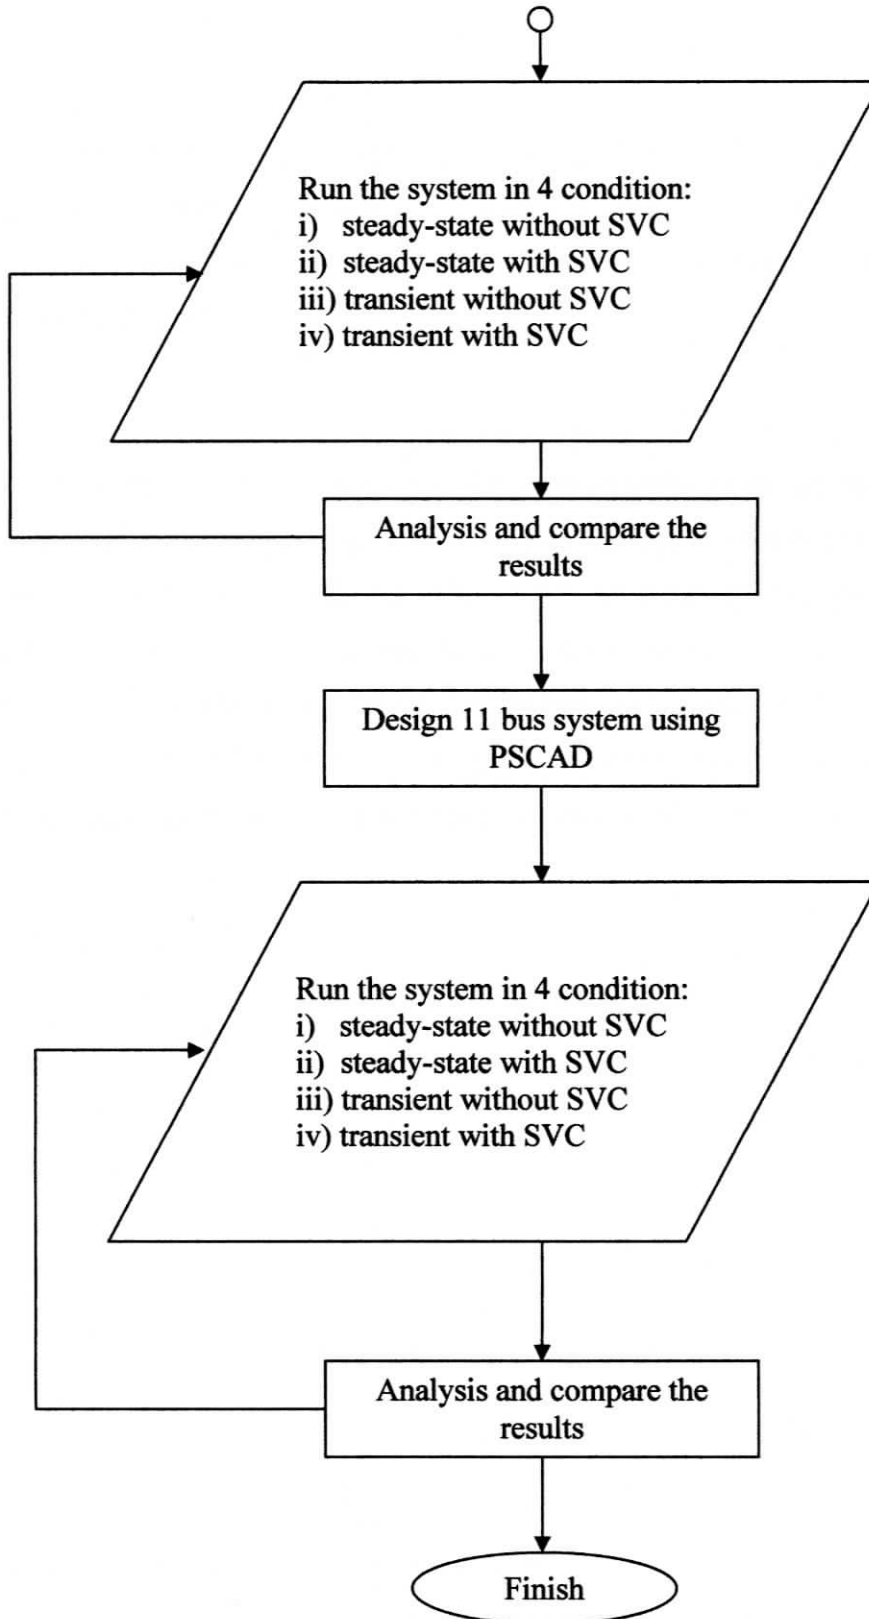 Run the system in 4 condition:
i) steady-state without SVC
ii) steady-state with SVC
iii) transient without SVC
iv) transient with SVC
Analysis and compare the
results
Design 11 bus system using
PSCAD
Run the system in 4 condition:
i) steady-state without SVC
ii) steady-state with SVC
iii) transient without SVC
iv) transient with SVC
Analysis and compare the
results
Finish